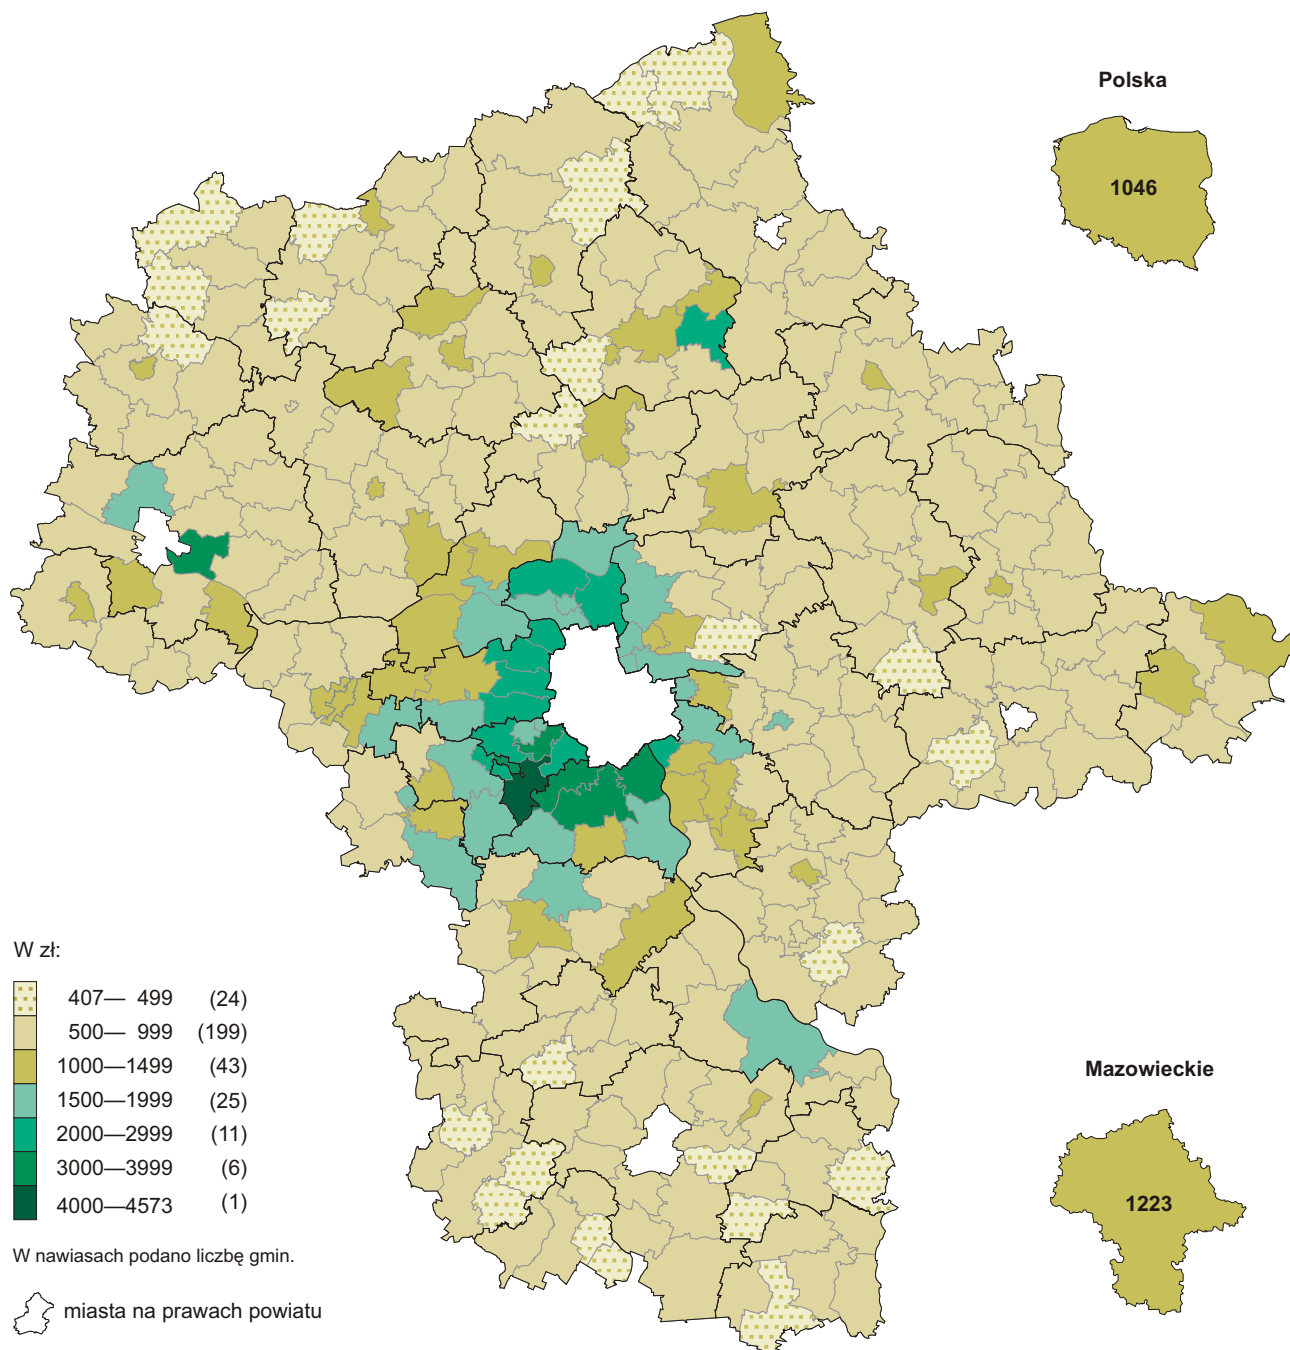 Polska
1046
W zł:
407— 499 (24)
500— 999 (199)
1000—1499 (43)
1500—1999 (25)
2000—2999 (11)
3000—3999 (6)
4000—4573 (1)
W nawiasach podano liczbę gmin.
miasta na prawach powiatu
Mazowieckie
1223